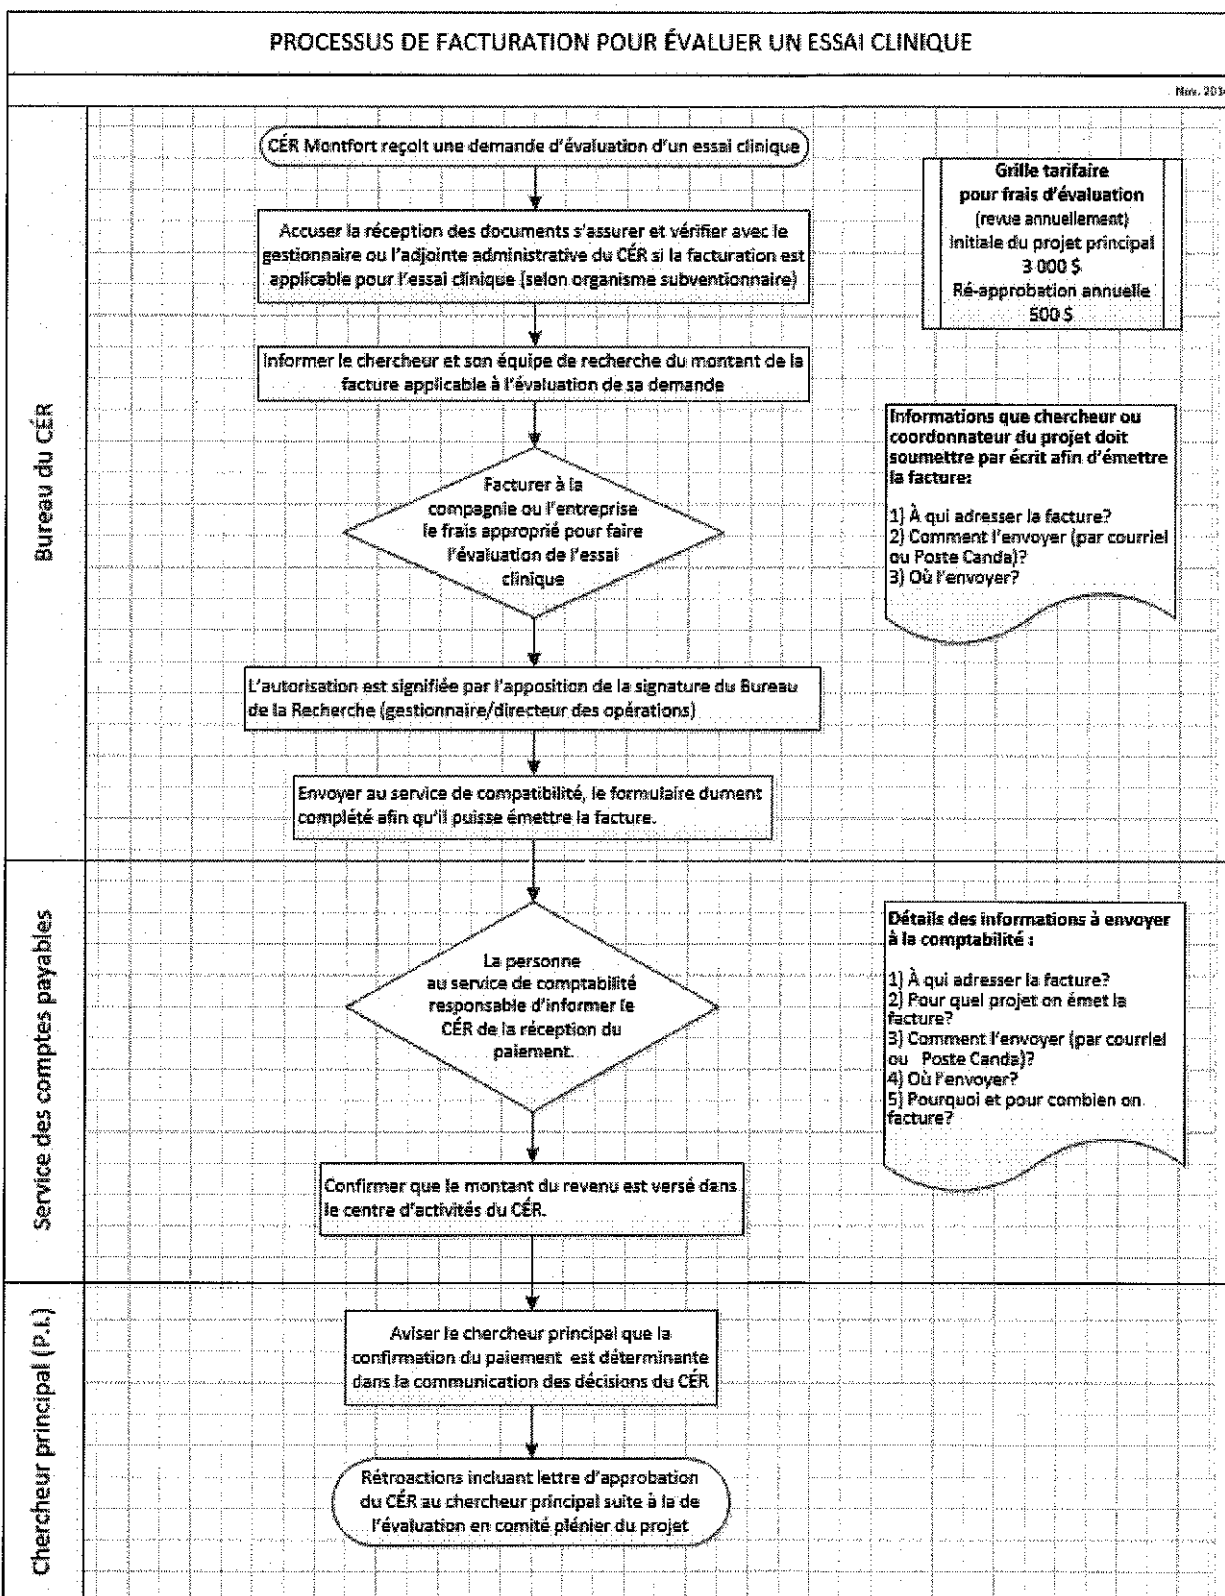 PROCESSUS DE FACTURATION POUR ÉVALUER UN ESSAI CLINIQUE
Nov. 2014
Bureau du CÉR
CÉR Montfort reçoit une demande d'évaluation d'un essai clinique
Accuser la réception des documents s'assurer et vérifier avec le
gestionnaire ou l'adjointe administrative du CÉR si la facturation est
applicable pour l'essai clinique (selon organisme subventionnaire)
Informer le chercheur et son équipe de recherche du montant de la
facture applicable à l'évaluation de sa demande
Facturer à la
compagnie ou l'entreprise
le frais approprié pour faire
l'évaluation de l'essai
clinique
L'autorisation est signifiée par l'apposition de la signature du Bureau
de la Recherche (gestionnaire/directeur des opérations)
Envoyer au service de compatibilité, le formulaire dument
complété afin qu'il puisse émettre la facture.
Grille tarifaire
pour frais d'évaluation
(revue annuellement)
Initiale du projet principal
3 000 $
Ré-approbation annuelle
500 $
Informations que chercheur ou
coordonnateur du projet doit
soumettre par écrit afin d'émettre
la facture:
1) À qui adresser la facture?
2) Comment l'envoyer (par courriel
ou Poste Canda)?
3) Où l'envoyer?
Service des comptes payables
La personne
au service de comptabilité
responsable d'informer le
CÉR de la réception du
paiement.
Confirmer que le montant du revenu est versé dans
le centre d'activités du CÉR.
Détails des informations à envoyer
à la comptabilité :
1) À qui adresser la facture?
2) Pour quel projet on émet la
facture?
3) Comment l'envoyer (par courriel
ou Poste Canda)?
4) Où l'envoyer?
5) Pourquoi et pour combien on
facture?
Chercheur principal (P.I.)
Aviser le chercheur principal que la
confirmation du paiement est déterminante
dans la communication des décisions du CÉR
Rétroactions incluant lettre d'approbation
du CÉR au chercheur principal suite à la de
l'évaluation en comité plénier du projet